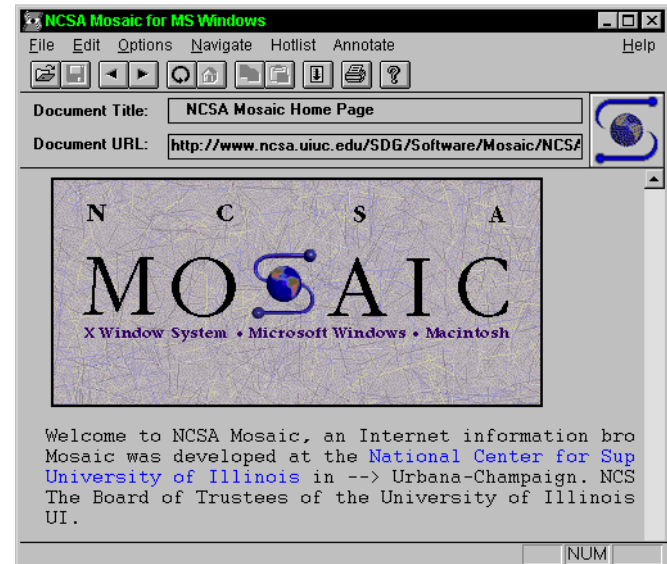 NCSA Mosaic for MS Windows
File Edit Options Navigate Hotlist Annotate Help
Document Title: NCSA Mosaic Home Page
Document URL: http://www.ncsa.uiuc.edu/SDG/Software/Mosaic/NCSA
N C S A
MOSAIC
X Window System • Microsoft Windows • Macintosh
Welcome to NCSA Mosaic, an Internet information bro
Mosaic was developed at the National Center for Sup
University of Illinois in --> Urbana-Champaign. NCS
The Board of Trustees of the University of Illinois
UI.
NUM